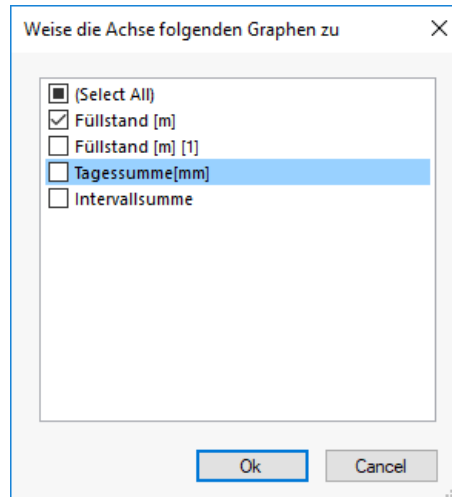 Weise die Achse folgenden Graphen zu
(Select All)
Füllstand [m]
Füllstand [m] [1]
Tagessumme[mm]
Intervallsumme
Ok
Cancel